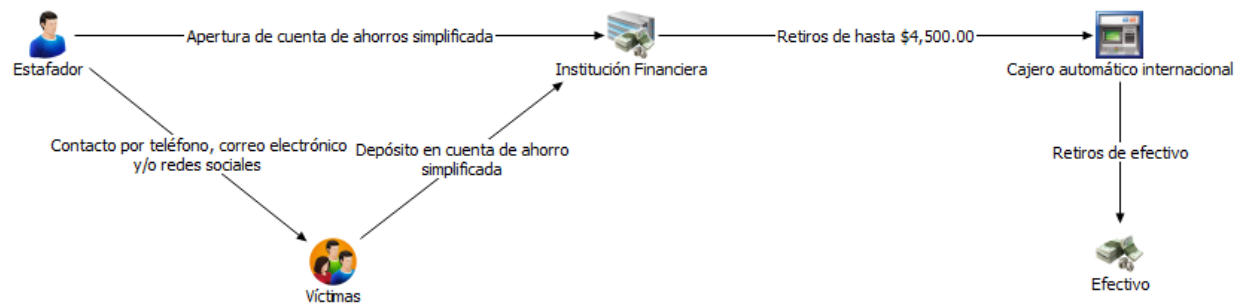 Apertura de cuenta de ahorros simplificada
Retiros de hasta $4,500.00
Estafador
Institución Financiera
Cajero automático internacional
Contacto por teléfono, correo electrónico
y/o redes sociales
Depósito en cuenta de ahorro
simplificada
Retiros de efectivo
Víctimas
Efectivo